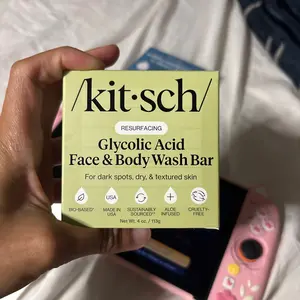 /kit·sch/
RESURFACING
Glycolic Acid
Face & Body Wash Bar
For dark spots, dry, & textured skin
USA
BIO-BASED*
MADE IN
USA
SUSTAINABLY
SOURCED**
ALOE
INFUSED
CRUELTY-
FREE
Net Wt. 4 oz. / 113g